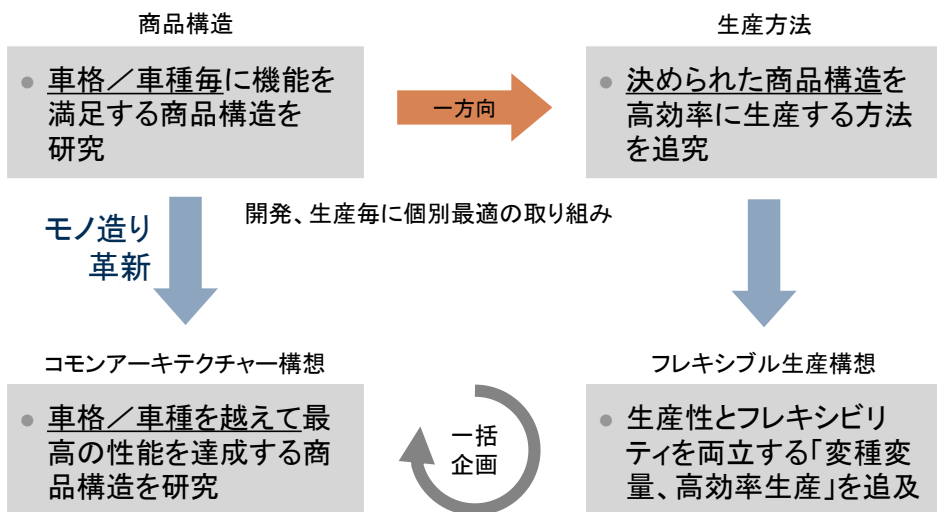 商品構造
生産方法
● 車格／車種毎に機能を
満足する商品構造を
研究
一方向
● 決められた商品構造を
高効率に生産する方法
を追究
モノ造り
革新
開発、生産毎に個別最適の取り組み
コモンアーキテクチャー構想
フレキシブル生産構想
● 車格／車種を越えて最
高の性能を達成する商
品構造を研究
一括
企画
● 生産性とフレキシビリ
ティを両立する「変種変
量、高効率生産」を追及